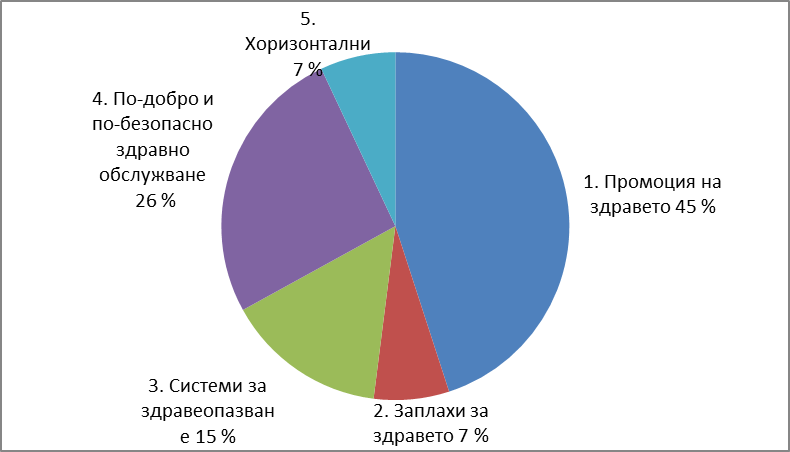 5.
Хоризонтални
7 %
4. По-добро и
по-безопасно
здравно
обслужване
26 %
1. Промоция на
здравето 45 %
3. Системи за
здравеопазван
е 15 %
2. Заплахи за
здравето 7 %